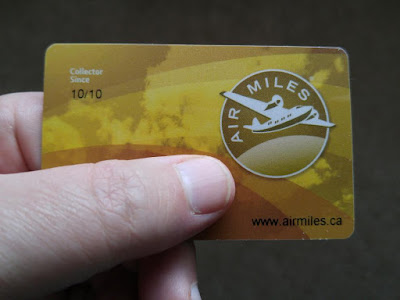 Collector
Since
10/10
AIR MILES
www.airmiles.ca